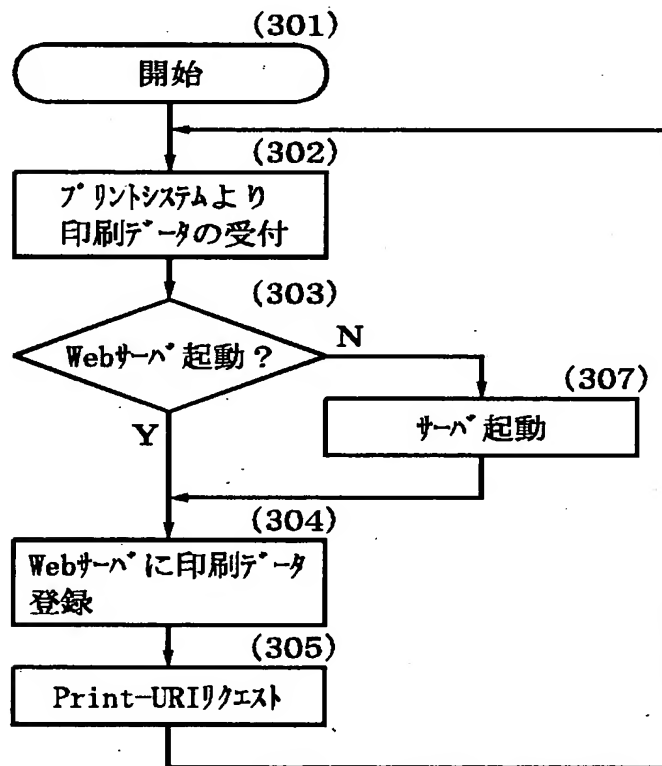 (301)
開始
(302)
プリントシステムより
印刷データの受付
(303)
Webサーバ起動？
N
Y
(307)
サーバ起動
(304)
Webサーバに印刷データ
登録
(305)
Print-URIリクエスト